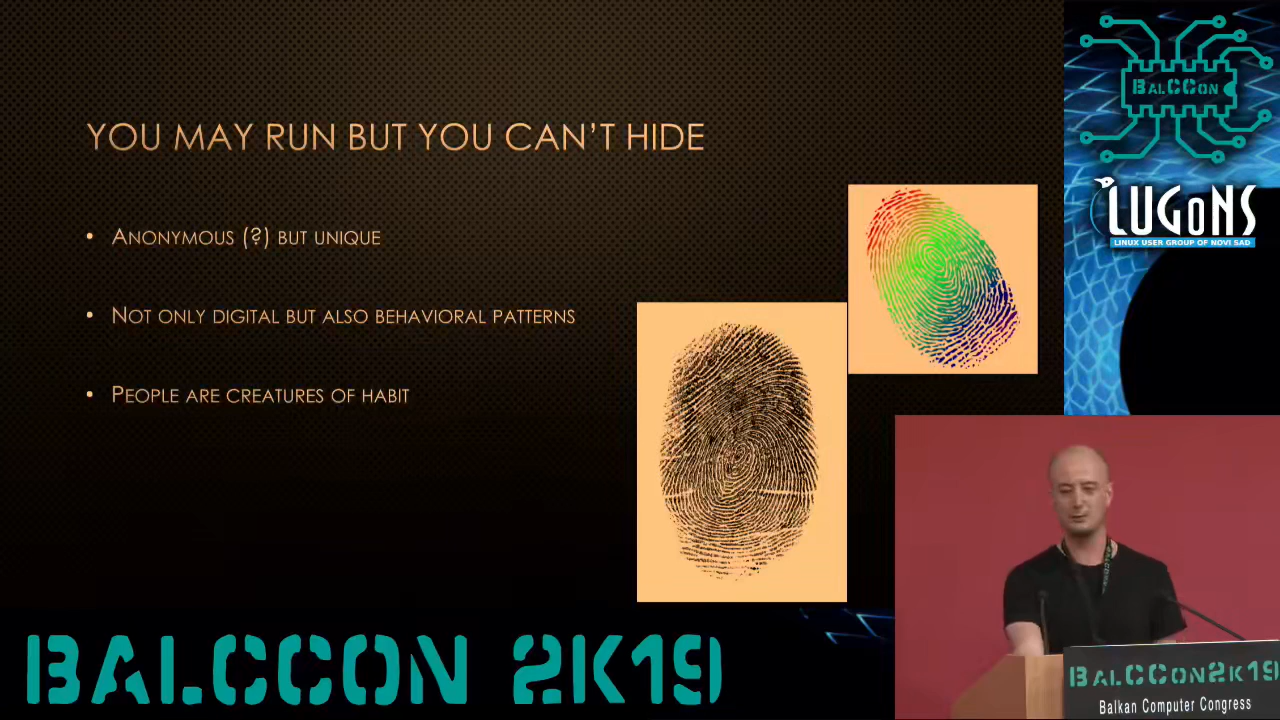 YOU MAY RUN BUT YOU CAN'T HIDE
• ANONYMOUS (?) BUT UNIQUE
• NOT ONLY DIGITAL BUT ALSO BEHAVIORAL PATTERNS
• PEOPLE ARE CREATURES OF HABIT
BALCCON
LUGONS
LINUX USER GROUP OF NOVI SAD
BALCCON2K19
Balkan Computer Congress
BALCCON 2K19